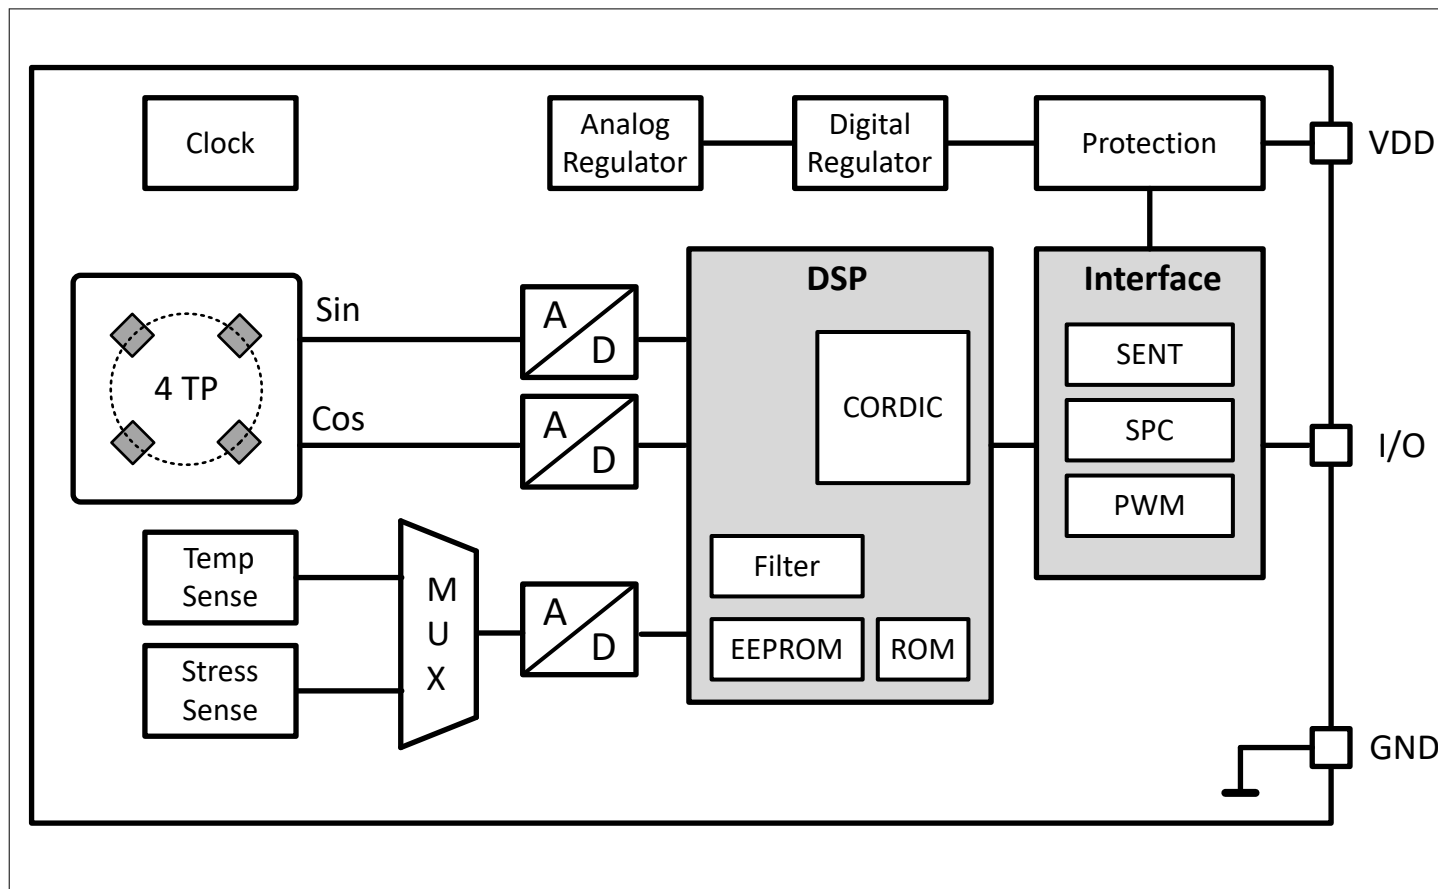 Clock
Analog
Regulator
Digital
Regulator
Protection
VDD
DSP
Interface
Sin
A
D
SENT
4 TP
CORDIC
Cos
A
D
SPC
I/O
PWM
Temp
Sense
M
U
X
A
D
Filter
Stress
Sense
EEPROM
ROM
GND